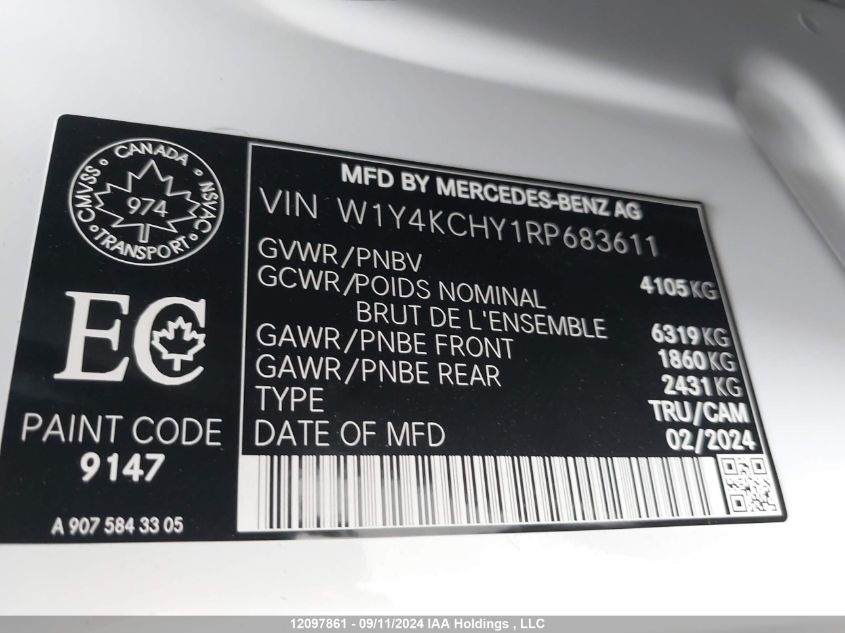 CANADA
CMVSS
974
NSVAC
TRANSPORT
EC
PAINT CODE
9147
A 907 584 33 05
MFD BY MERCEDES-BENZ AG
VIN W1Y4KCHY1RP683611
GVWR/PNBV 4105 KG
GCWR/POIDS NOMINAL
BRUT DE L'ENSEMBLE 6319 KG
GAWR/PNBE FRONT 1860 KG
GAWR/PNBE REAR 2431 KG
TYPE TRU/CAM
DATE OF MFD 02/2024
12097861 - 09/11/2024 IAA Holdings , LLC